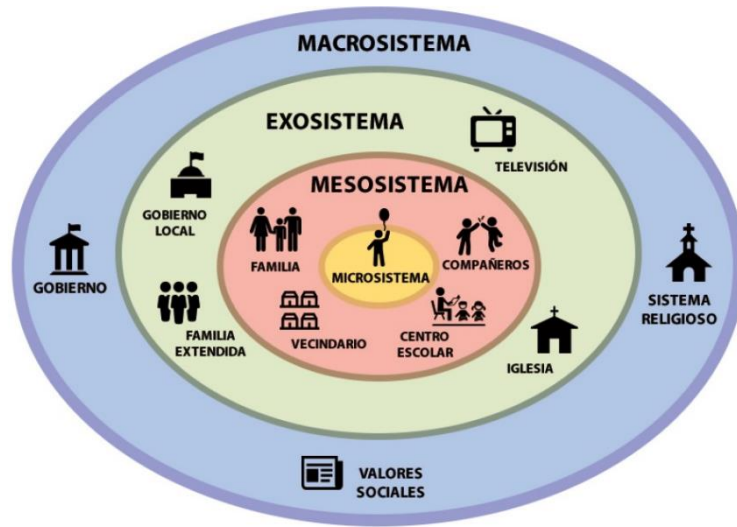 MACROSISTEMA
EXOSISTEMA
TELEVISIÓN
MESOSISTEMA
GOBIERNO
LOCAL
FAMILIA
COMPAÑEROS
MICROSISTEMA
GOBIERNO
SISTEMA
RELIGIOSO
FAMILIA
EXTENDIDA
VECINDARIO
CENTRO
ESCOLAR
IGLESIA
VALORES
SOCIALES